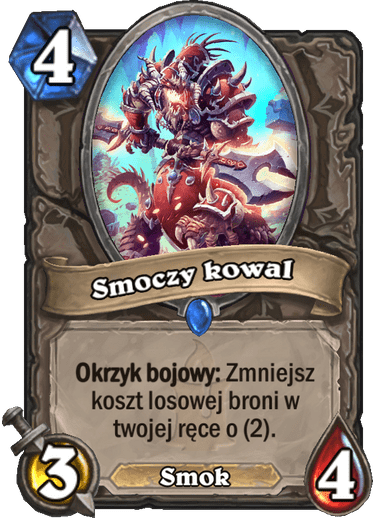 4
Smoczy kowal
Okrzyk bojowy: Zmniejsz
koszt losowej broni w
twojej ręce o (2).
3
Smok
4